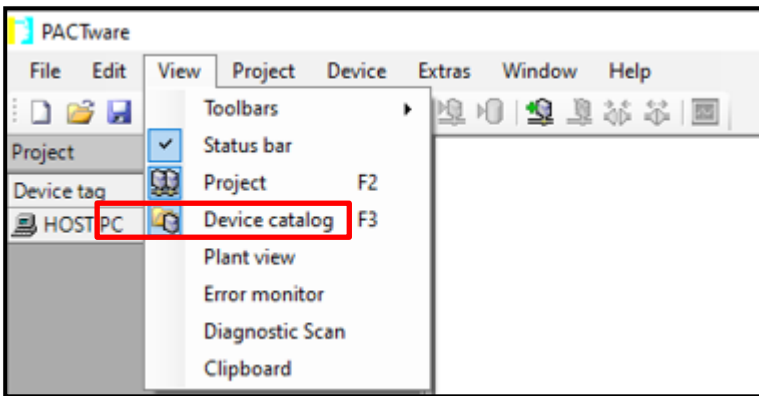 PACTware
File Edit View Project Device Extras Window Help
Project
Device tag
HOST PC
Toolbars
Status bar
Project F2
Device catalog F3
Plant view
Error monitor
Diagnostic Scan
Clipboard